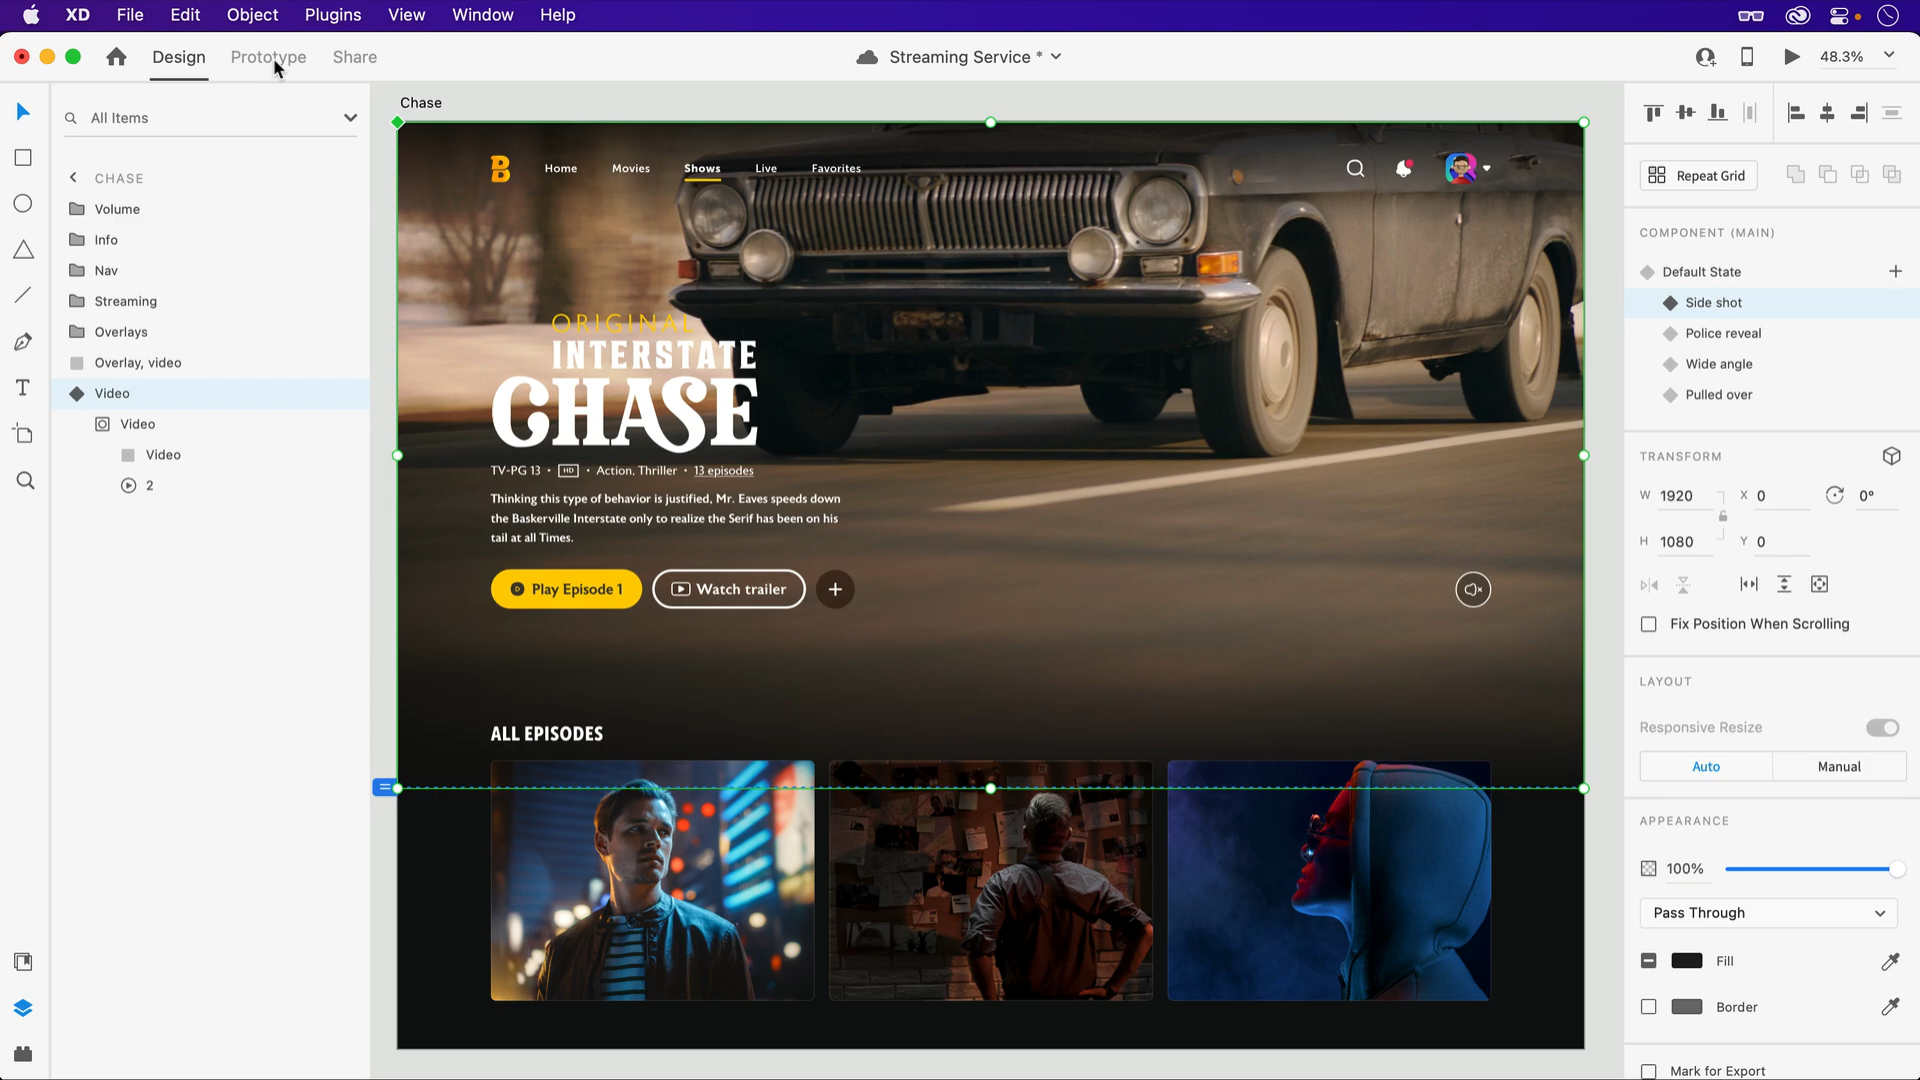 XD File Edit Object Plugins View Window Help
Design Prototype Share
Streaming Service *
48.3%
All Items
CHASE
Volume
Info
Nav
Streaming
Overlays
Overlay, video
Video
Video
Video
2
Chase
B
Home Movies Shows Live Favorites
ORIGINAL
INTERSTATE
CHASE
TV-PG 13 • HD • Action, Thriller • 13 episodes
Thinking this type of behavior is justified, Mr. Eaves speeds down
the Baskerville Interstate only to realize the Serif has been on his
tail at all Times.
Play Episode 1 Watch trailer +
ALL EPISODES
Repeat Grid
COMPONENT (MAIN)
Default State
Side shot
Police reveal
Wide angle
Pulled over
TRANSFORM
W 1920 X 0 0°
H 1080 Y 0
Fix Position When Scrolling
LAYOUT
Responsive Resize
Auto Manual
APPEARANCE
100%
Pass Through
Fill
Border
Mark for Export